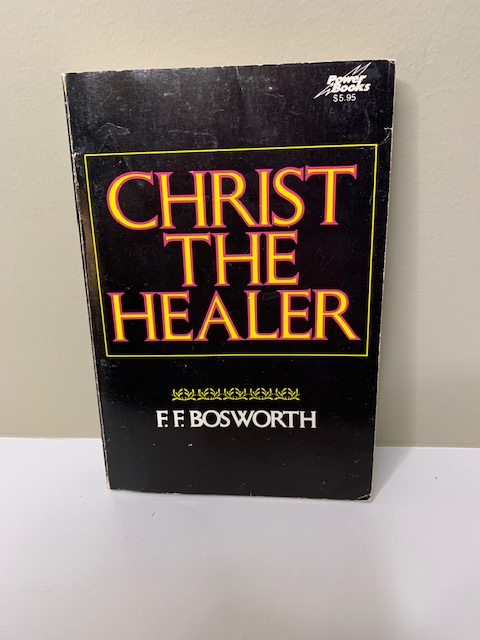 Power
Books
$5.95
CHRIST
THE
HEALER
F. F. BOSWORTH